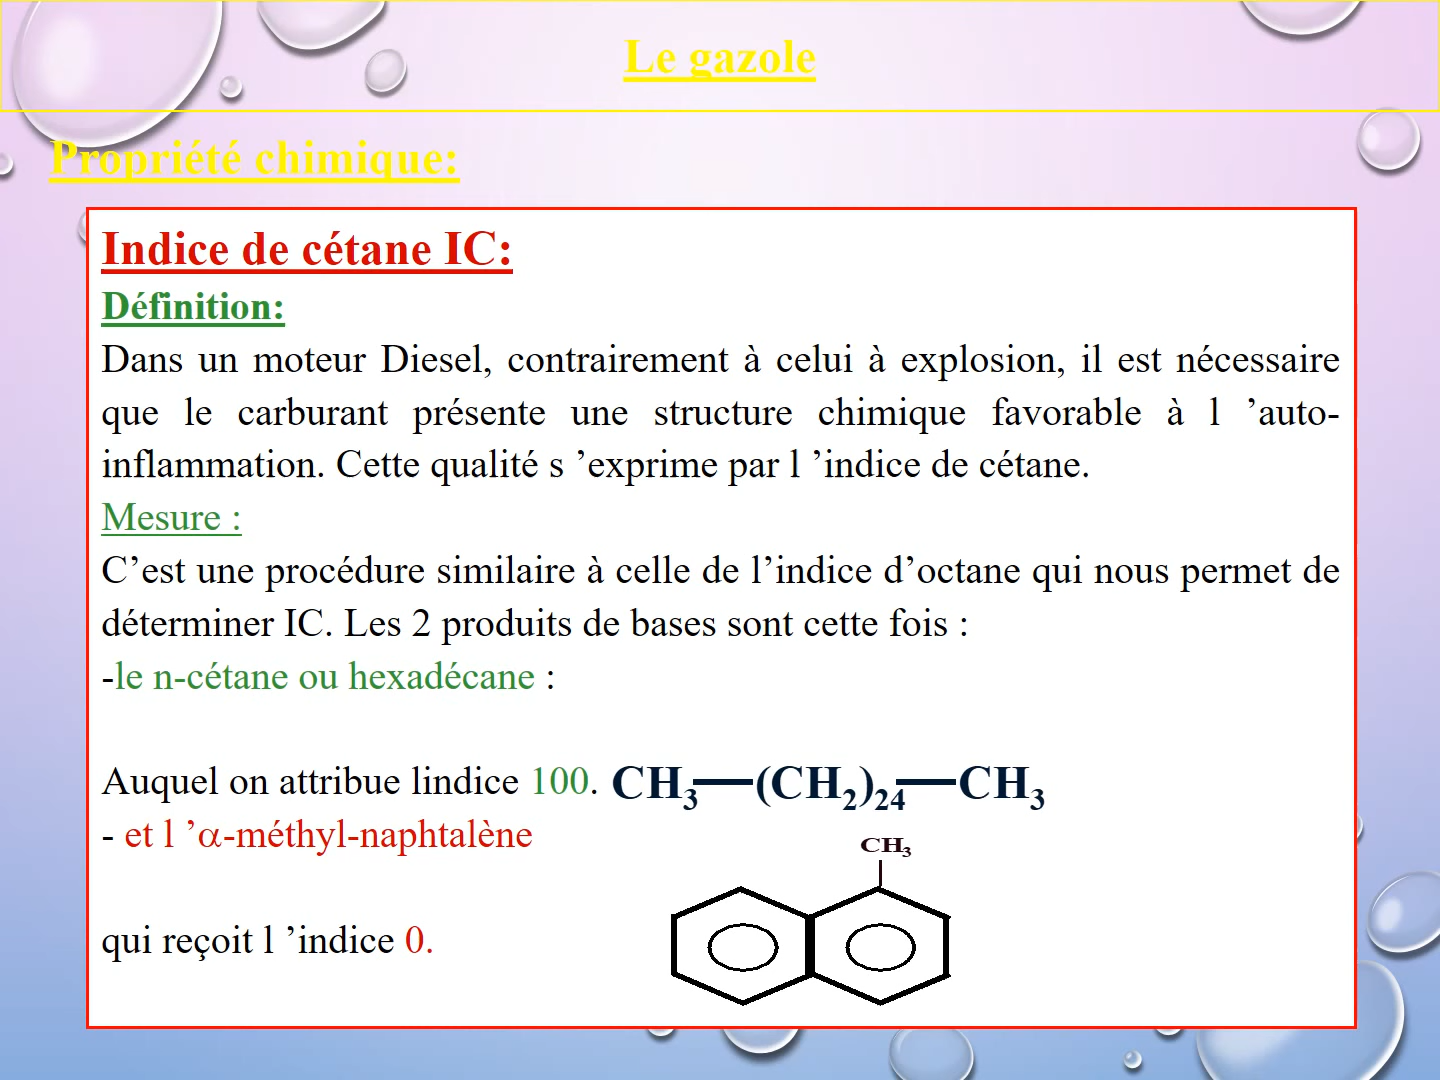 Le gazole
Propriété chimique:
Indice de cétane IC:
Définition:
Dans un moteur Diesel, contrairement à celui à explosion, il est nécessaire
que le carburant présente une structure chimique favorable à l ’auto-
inflammation. Cette qualité s ’exprime par l ’indice de cétane.
Mesure :
C’est une procédure similaire à celle de l’indice d’octane qui nous permet de
déterminer IC. Les 2 produits de bases sont cette fois :
-le n-cétane ou hexadécane :
Auquel on attribue lindice 100. CH₃—(CH₂)₂₄—CH₃
- et l ’α-méthyl-naphtalène
CH₃
qui reçoit l ’indice 0.